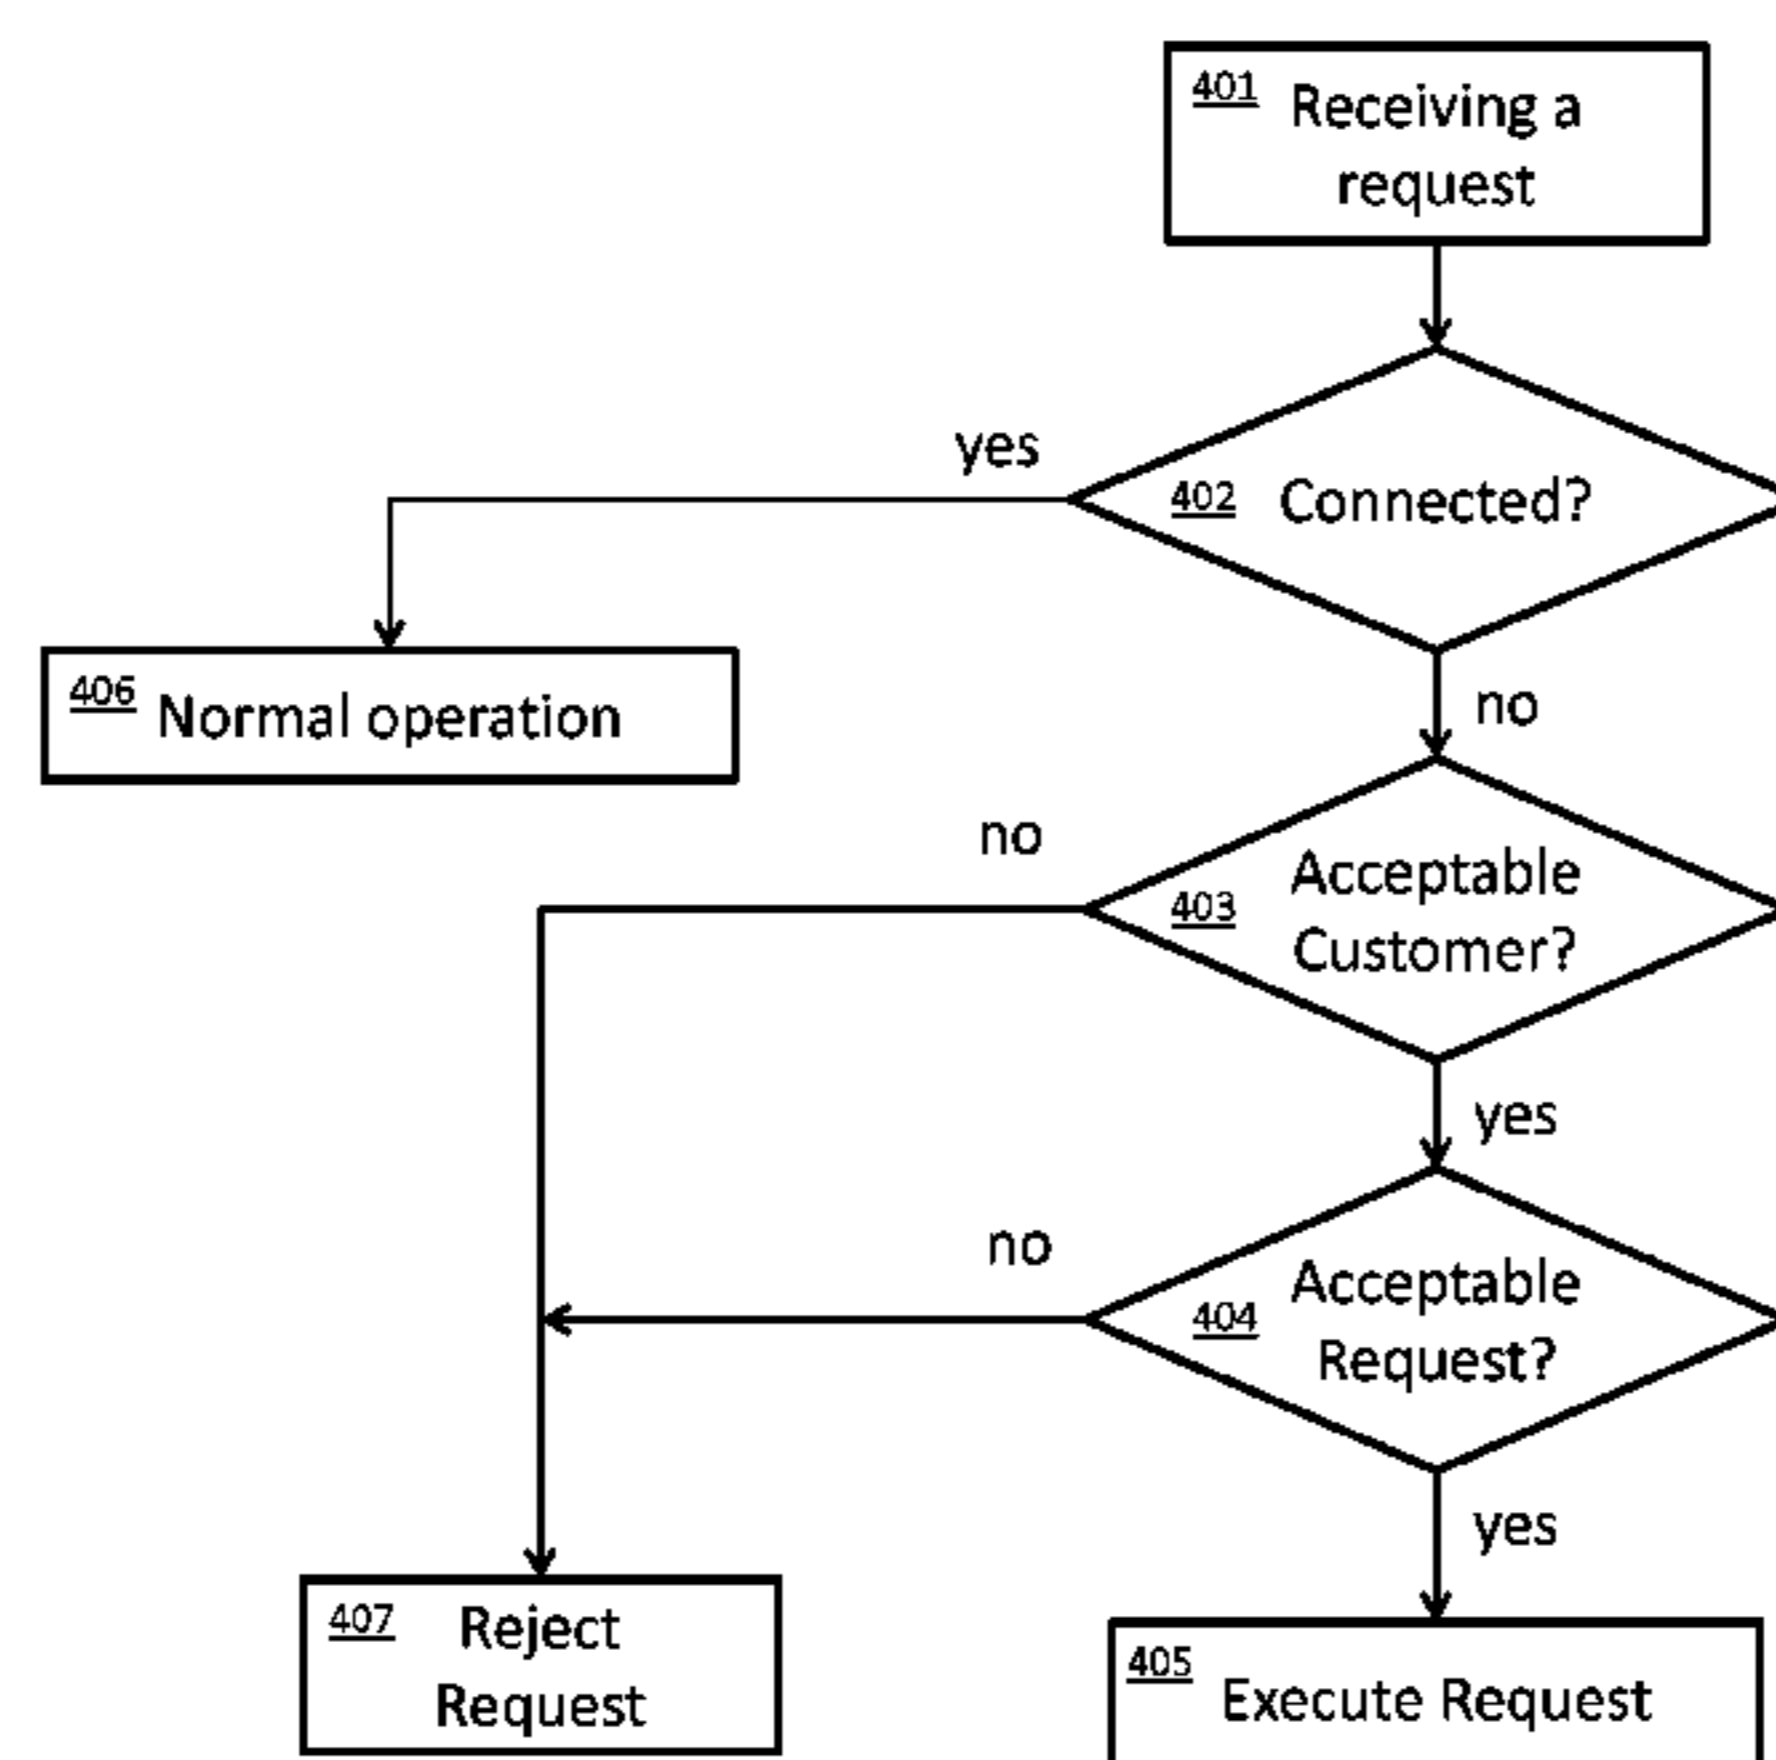 401 Receiving a
request
yes
402 Connected?
406 Normal operation
no
no
Acceptable
403
Customer?
yes
no
Acceptable
404
Request?
yes
407 Reject
Request
405
Execute Request